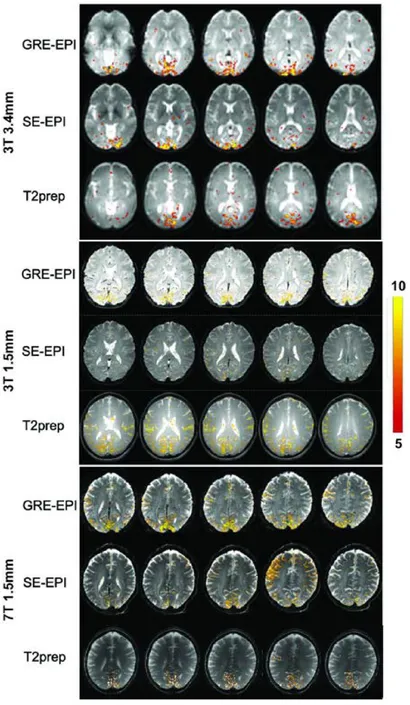 3T 3.4mm
GRE-EPI
SE-EPI
T2prep
3T 1.5mm
GRE-EPI
SE-EPI
T2prep
10
5
7T 1.5mm
GRE-EPI
SE-EPI
T2prep